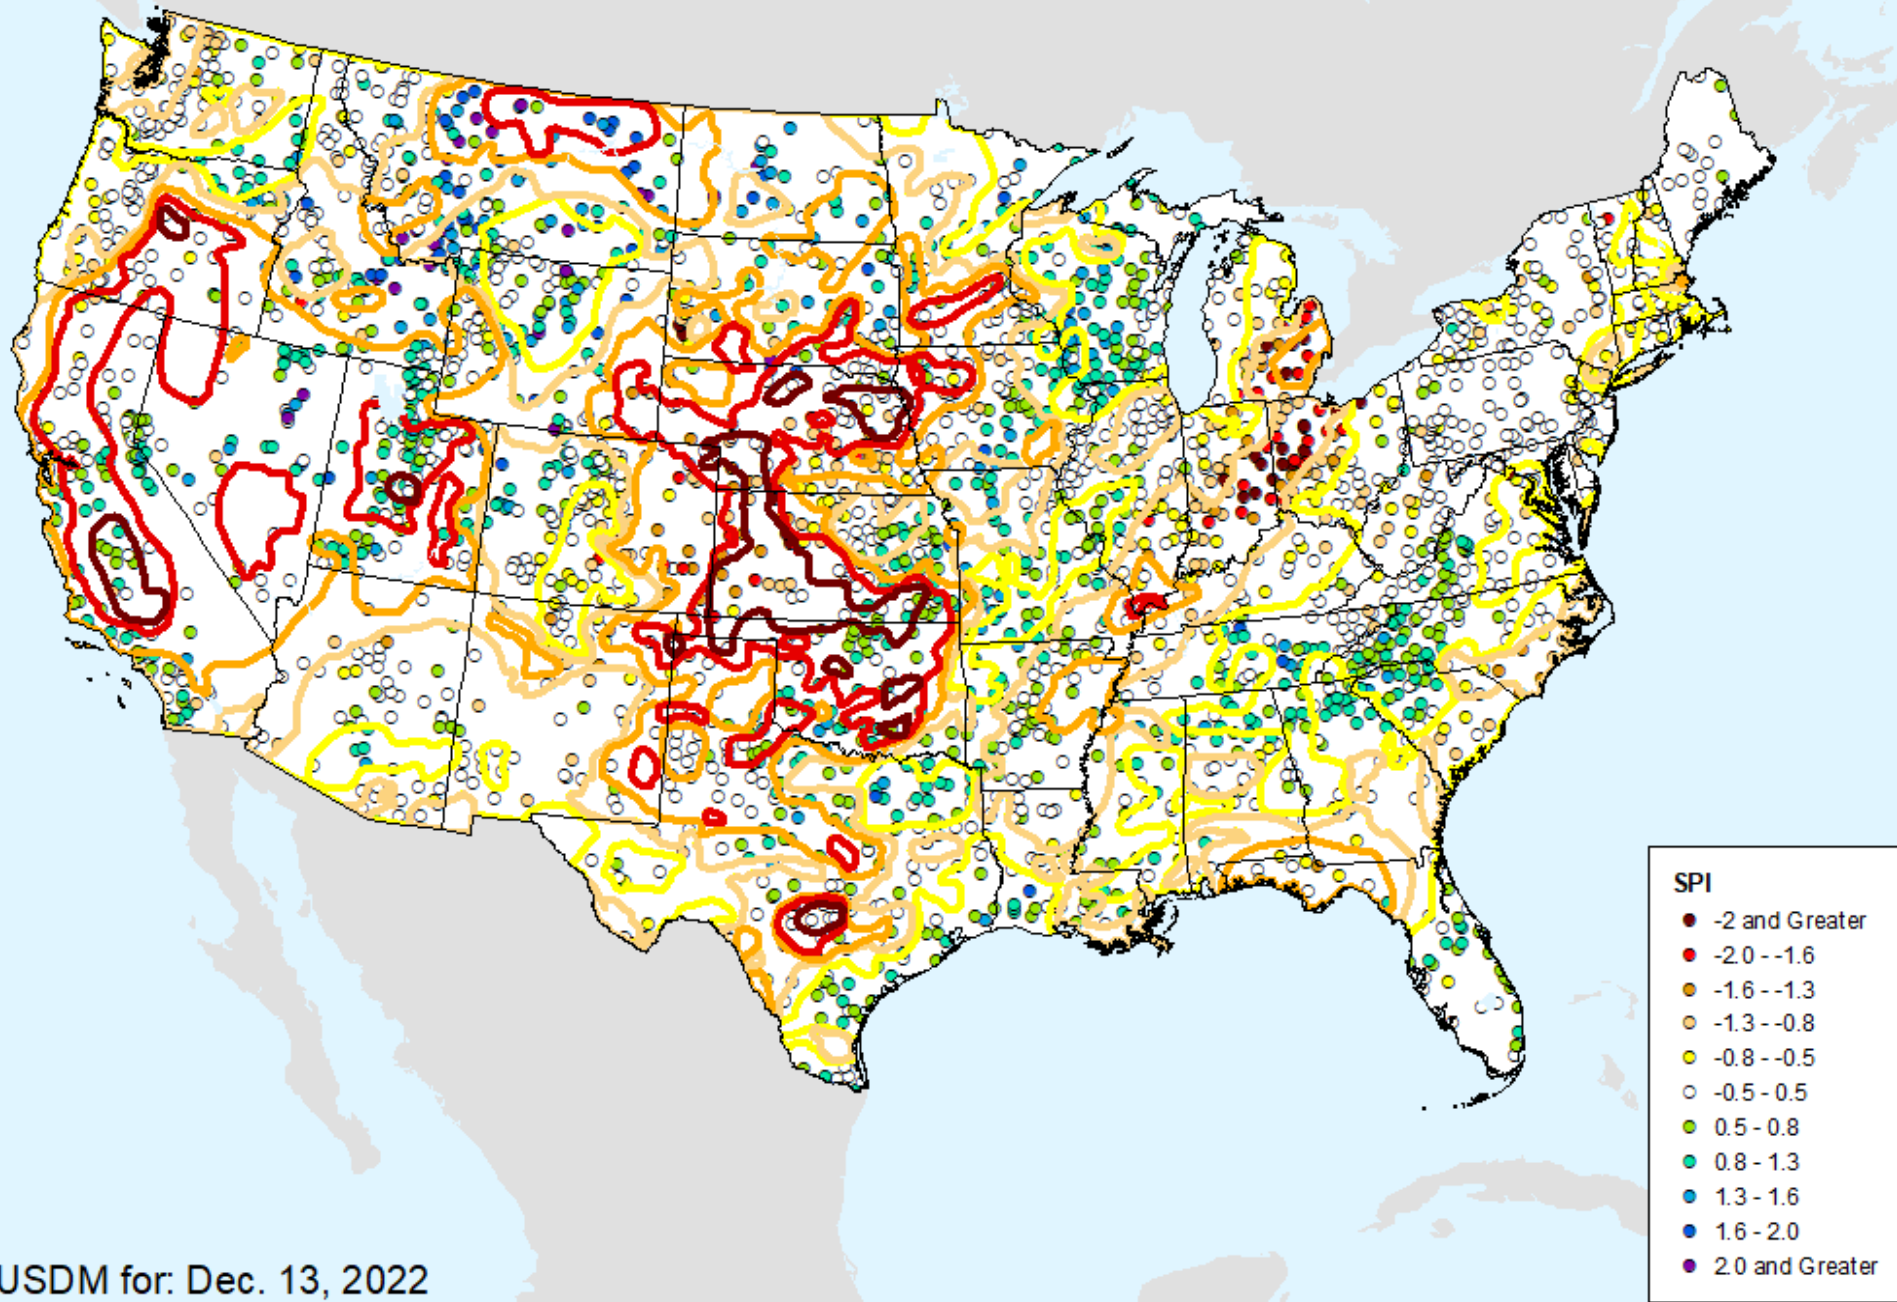 SPI
-2 and Greater
-2.0 - -1.6
-1.6 - -1.3
-1.3 - -0.8
-0.8 - -0.5
-0.5 - 0.5
0.5 - 0.8
0.8 - 1.3
1.3 - 1.6
1.6 - 2.0
2.0 and Greater
USDM for: Dec. 13, 2022